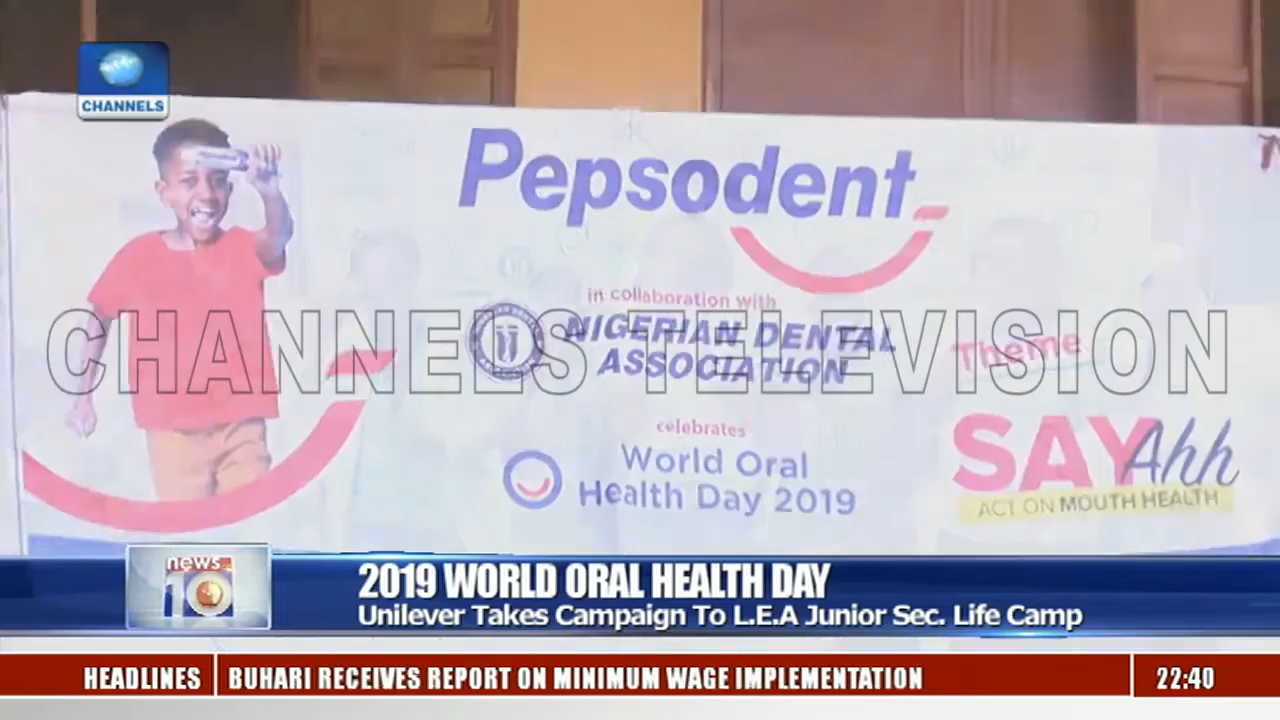 CHANNELS
Pepsodent
in collaboration with
NIGERIAN DENTAL
ASSOCIATION
celebrates
World Oral
Health Day 2019
Theme
SAY Ahh
ACT ON MOUTH HEALTH
CHANNELS TELEVISION
news
10
2019 WORLD ORAL HEALTH DAY
Unilever Takes Campaign To L.E.A Junior Sec. Life Camp
HEADLINES
BUHARI RECEIVES REPORT ON MINIMUM WAGE IMPLEMENTATION
22:40